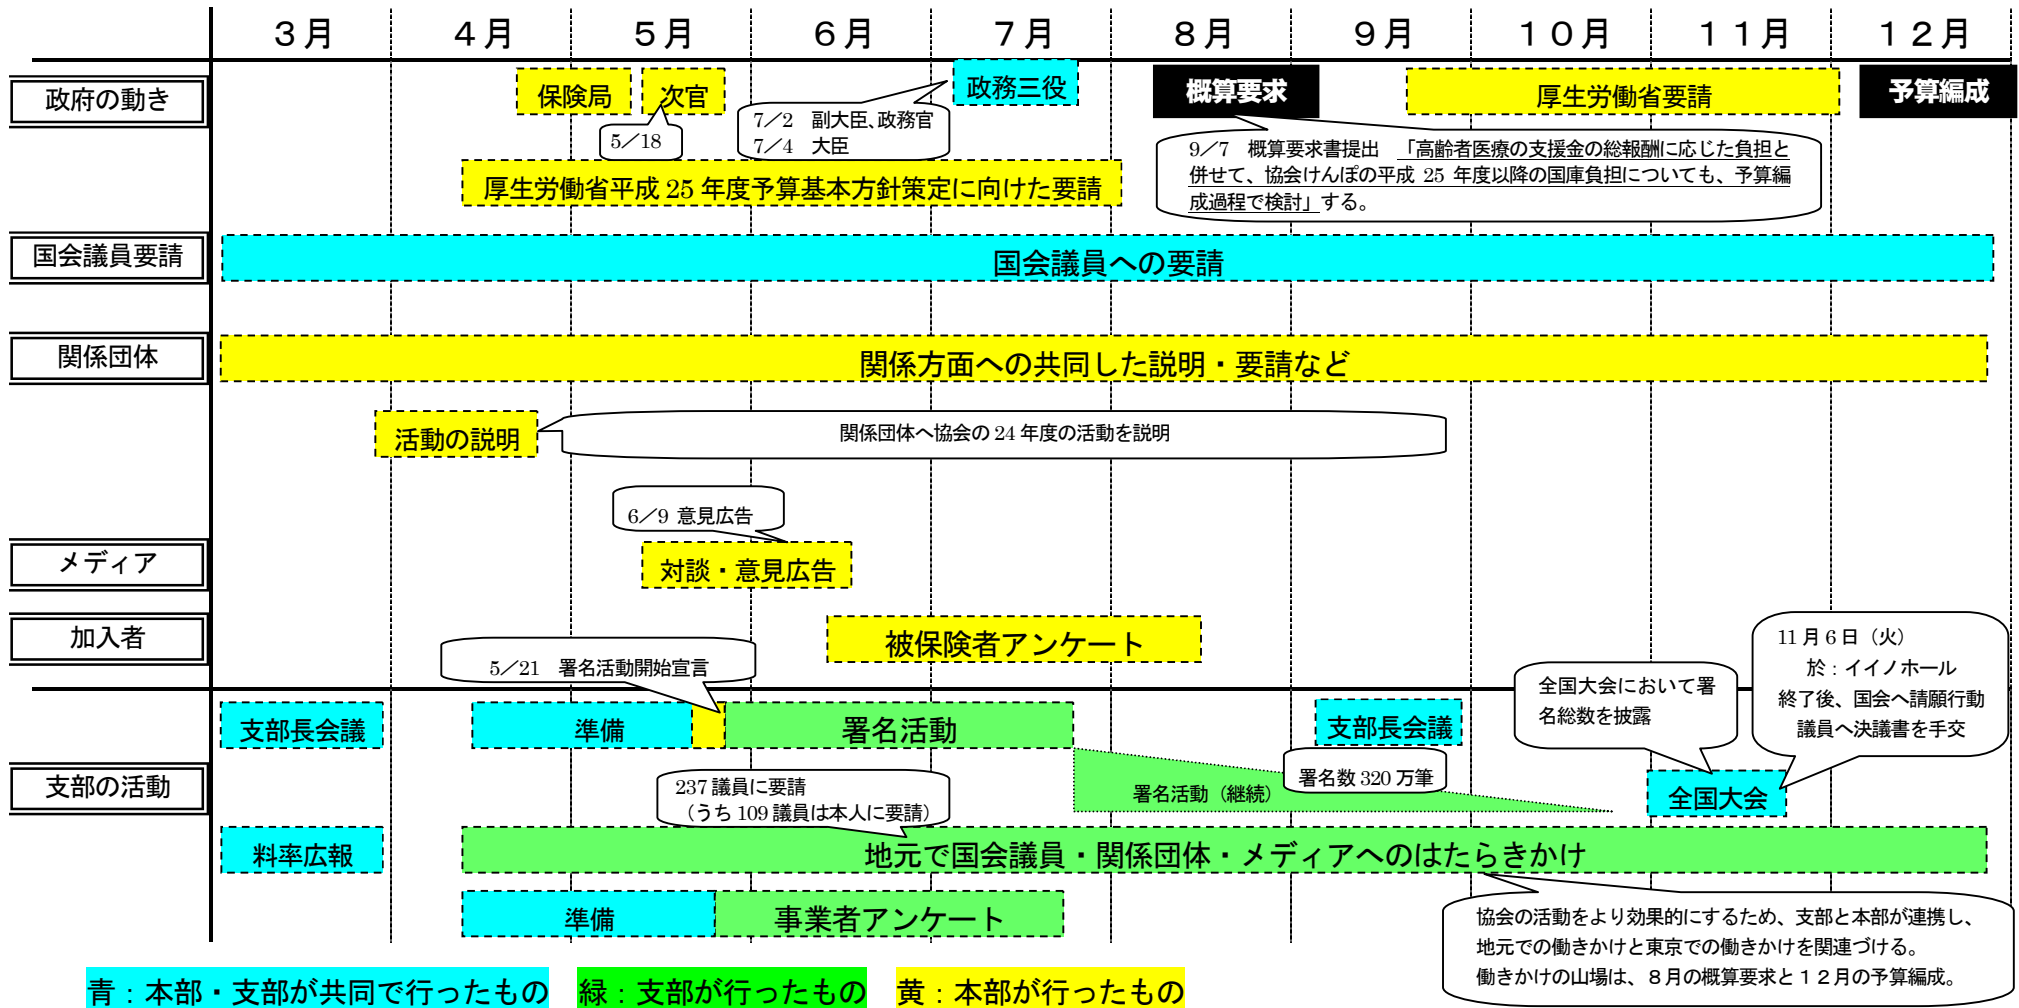 ３月　４月　５月　６月　７月　８月　９月　１０月　１１月　１２月
政府の動き
保険局
次官
政務三役
概算要求
厚生労働省要請
予算編成
5／18
7／2　副大臣、政務官
7／4　大臣
9／7　概算要求書提出　「高齢者医療の支援金の総報酬に応じた負担と
併せて、協会けんぽの平成 25 年度以降の国庫負担についても、予算編
成過程で検討」する。
厚生労働省平成 25 年度予算基本方針策定に向けた要請
国会議員要請
国会議員への要請
関係団体
関係方面への共同した説明・要請など
活動の説明
関係団体へ協会の 24 年度の活動を説明
6／9 意見広告
メディア
対談・意見広告
加入者
被保険者アンケート
5／21　署名活動開始宣言
全国大会において署
名総数を披露
11 月 6 日（火）
於：イイノホール
終了後、国会へ請願行動
議員へ決議書を手交
支部長会議
準備
署名活動
支部長会議
支部の活動
237 議員に要請
（うち 109 議員は本人に要請）
署名活動（継続）
署名数 320 万筆
全国大会
料率広報
地元で国会議員・関係団体・メディアへのはたらきかけ
準備
事業者アンケート
協会の活動をより効果的にするため、支部と本部が連携し、
地元での働きかけと東京での働きかけを関連づける。
働きかけの山場は、８月の概算要求と１２月の予算編成。
青：本部・支部が共同で行ったもの
緑：支部が行ったもの
黄：本部が行ったもの